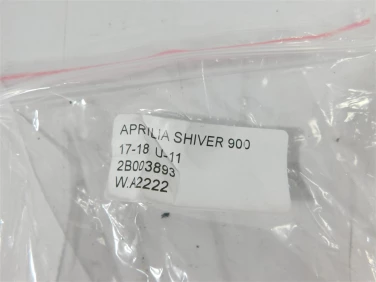 APRILIA SHIVER 900
17-18 U-11
2B003893
W.A2222